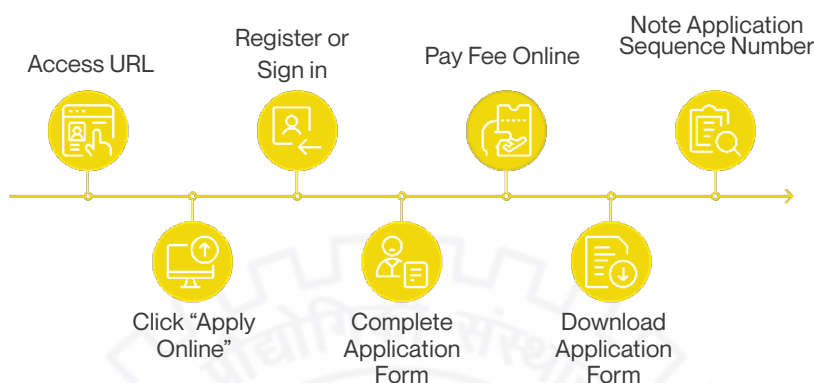 Access URL
Click “Apply
Online”
Register or
Sign in
Complete
Application
Form
Pay Fee Online
Download
Application
Form
Note Application
Sequence Number